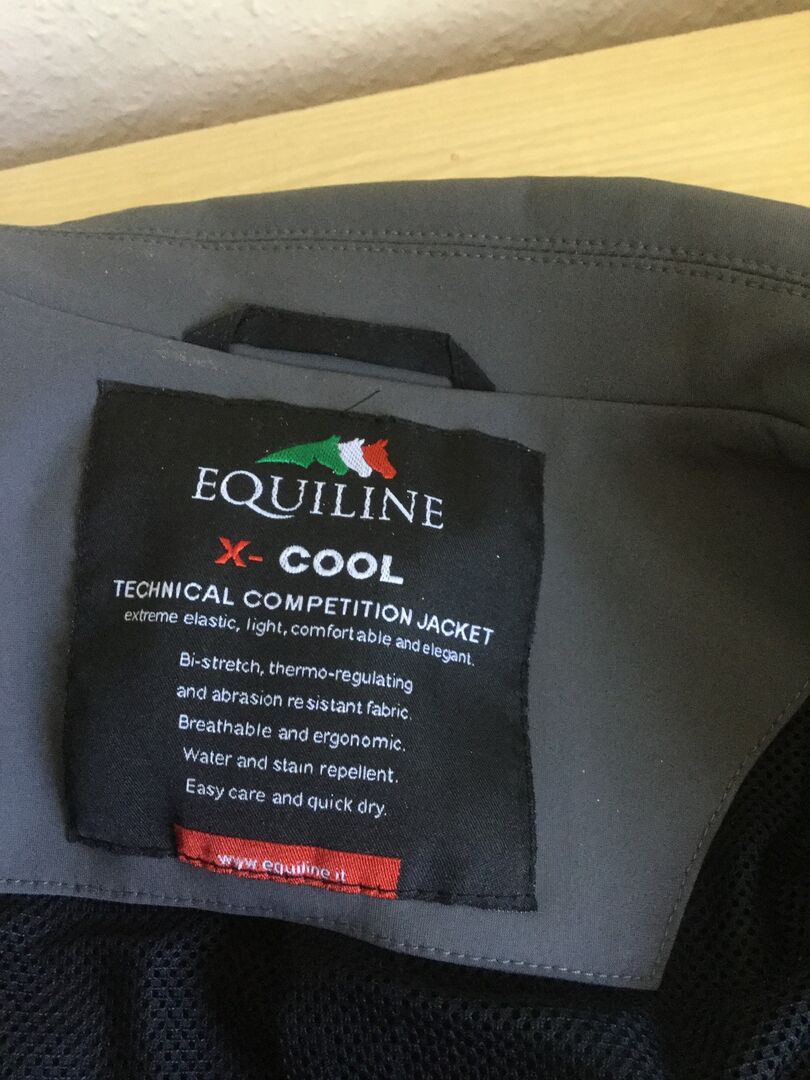 EQUILINE
X- COOL
TECHNICAL COMPETITION JACKET
extreme elastic, light, comfortable and elegant.
Bi-stretch, thermo-regulating
and abrasion resistant fabric.
Breathable and ergonomic.
Water and stain repellent.
Easy care and quick dry.
www.equiline.it